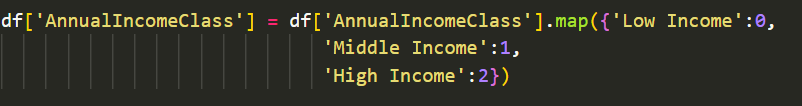 df['AnnualIncomeClass'] = df['AnnualIncomeClass'].map({'Low Income':0,
'Middle Income':1,
'High Income':2})